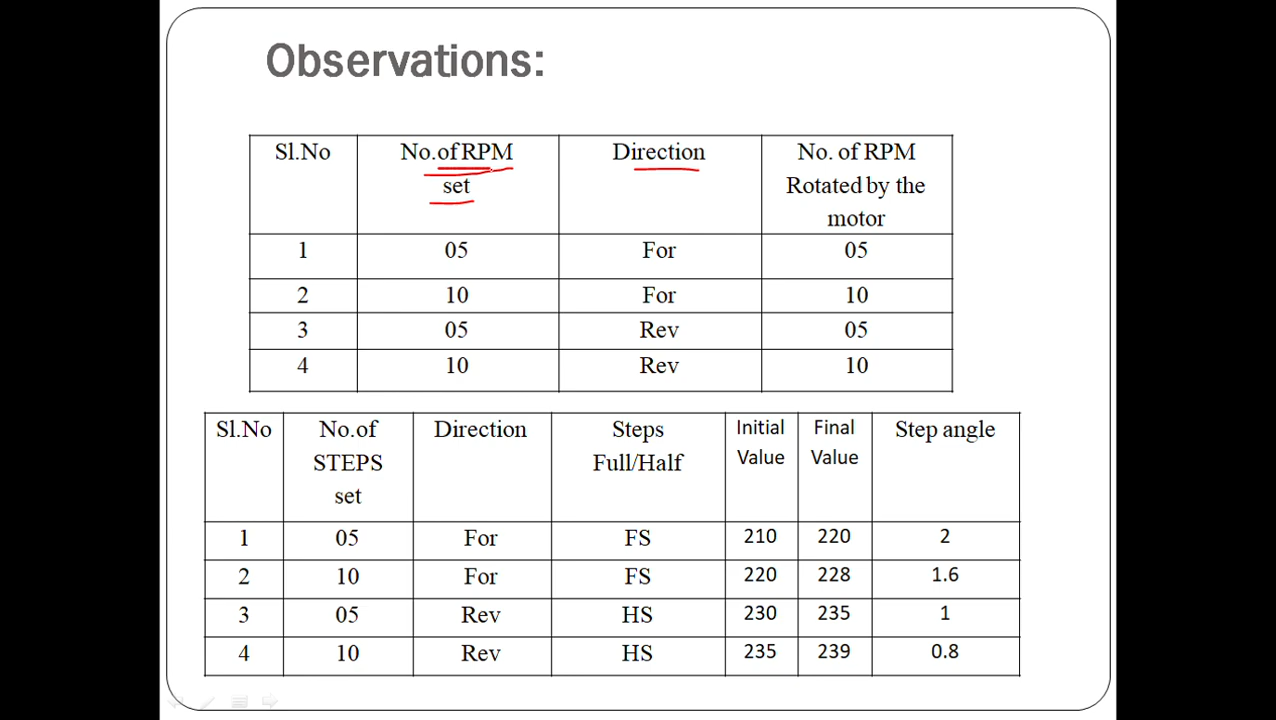 Observations:
Sl.No No.of RPM set Direction No. of RPM Rotated by the motor
1 05 For 05
2 10 For 10
3 05 Rev 05
4 10 Rev 10
Sl.No No.of STEPS set Direction Steps Full/Half Initial Value Final Value Step angle
1 05 For FS 210 220 2
2 10 For FS 220 228 1.6
3 05 Rev HS 230 235 1
4 10 Rev HS 235 239 0.8